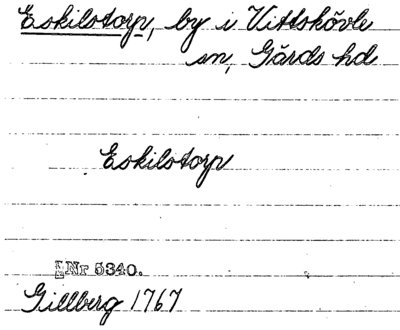 Eskilstorp, by i Vittskövle
sn, Gärds hd
Eskilstorp
Nr 5340.
Gillberg 1767